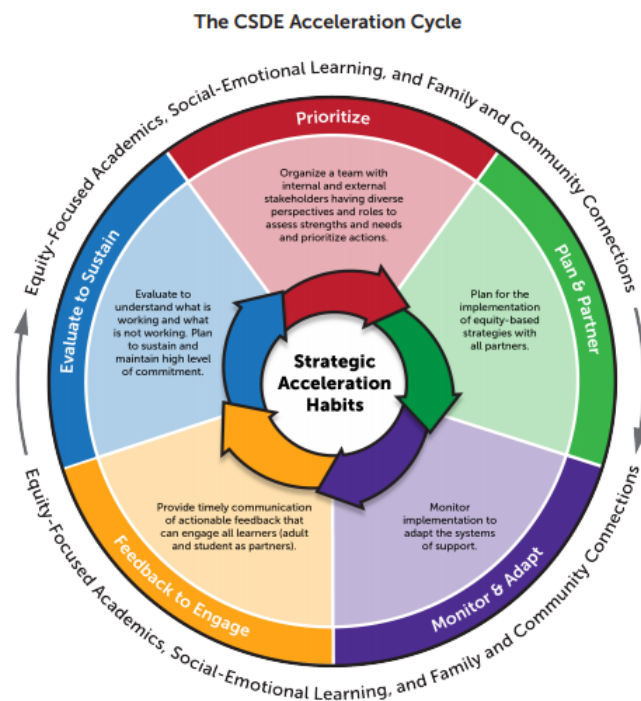 The CSDE Acceleration Cycle
Equity-Focused Academics, Social-Emotional Learning, and Family and Community Connections
Prioritize
Organize a team with
internal and external
stakeholders having diverse
perspectives and roles to
assess strengths and needs
and prioritize actions.
Plan & Partner
Plan for the
implementation
of equity-based
strategies with
all partners.
Monitor & Adapt
Monitor
implementation to
adapt the systems
of support.
Feedback to Engage
Provide timely communication
of actionable feedback that
can engage all learners (adult
and student as partners).
Evaluate to Sustain
Evaluate to
understand what is
working and what
is not working. Plan
to sustain and
maintain high level
of commitment.
Strategic
Acceleration
Habits
Equity-Focused Academics, Social-Emotional Learning, and Family and Community Connections